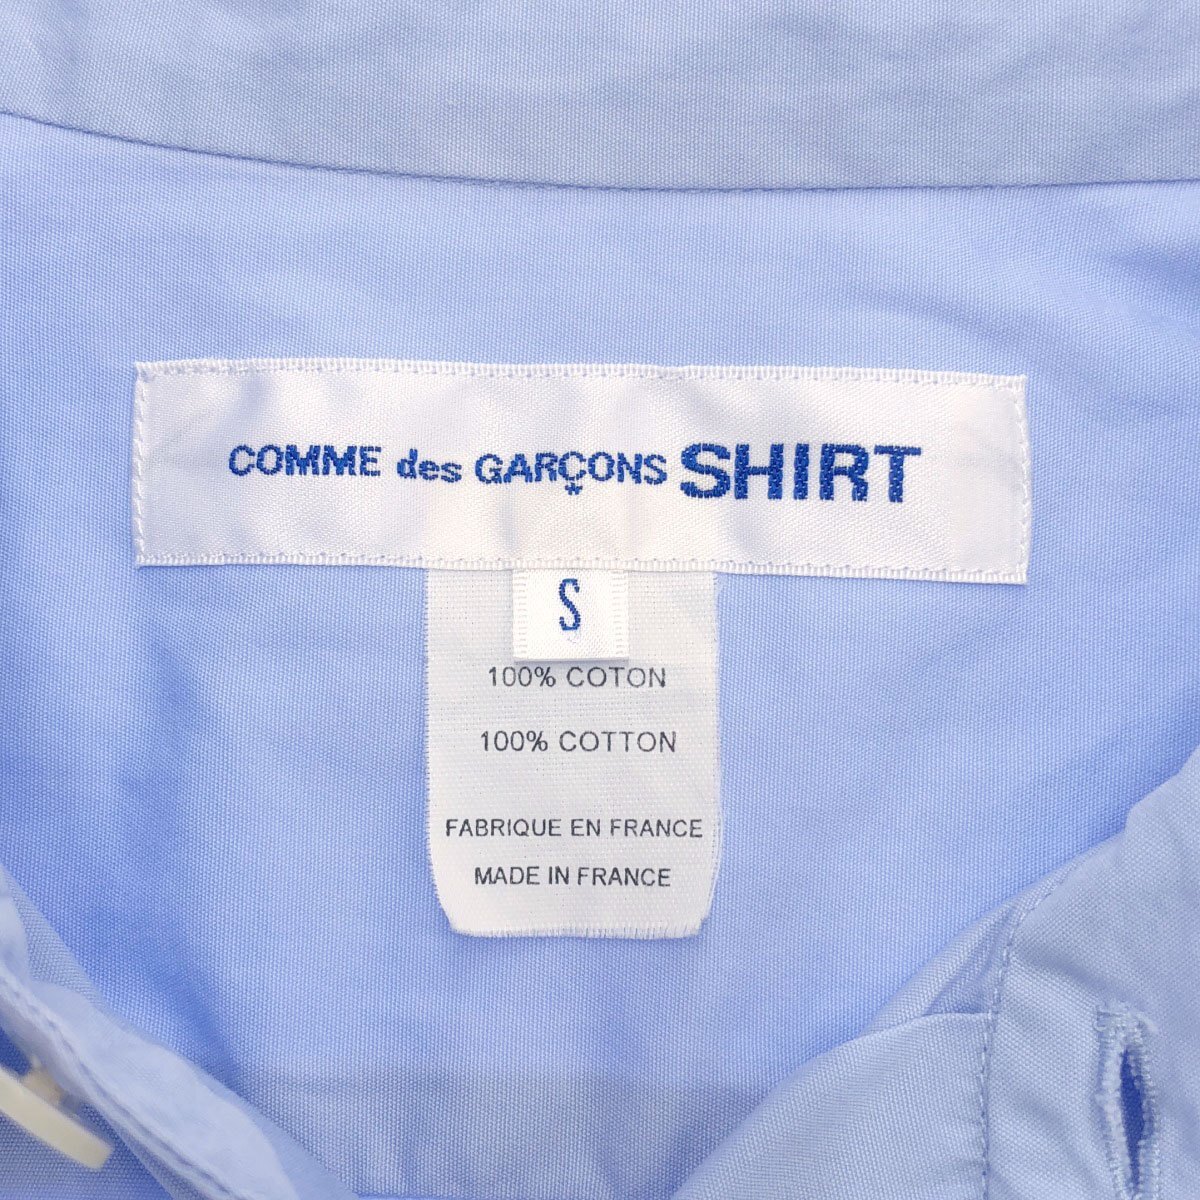 COMME des GARÇONS SHIRT
S
100% COTON
100% COTTON
FABRIQUE EN FRANCE
MADE IN FRANCE